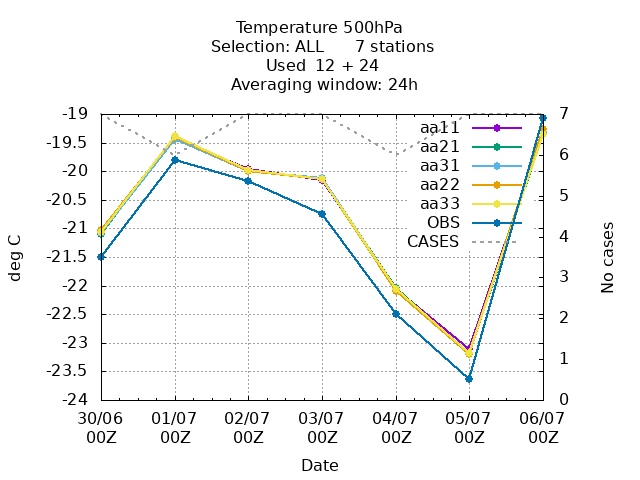 Temperature 500hPa
Selection: ALL      7 stations
Used 12 + 24
Averaging window: 24h
-19
-19.5
-20
-20.5
-21
-21.5
-22
-22.5
-23
-23.5
-24
deg C
7
6
5
4
3
2
1
0
No cases
aa11
aa21
aa31
aa22
aa33
OBS
CASES
30/06 01/07 02/07 03/07 04/07 05/07 06/07
00Z 00Z 00Z 00Z 00Z 00Z 00Z
Date